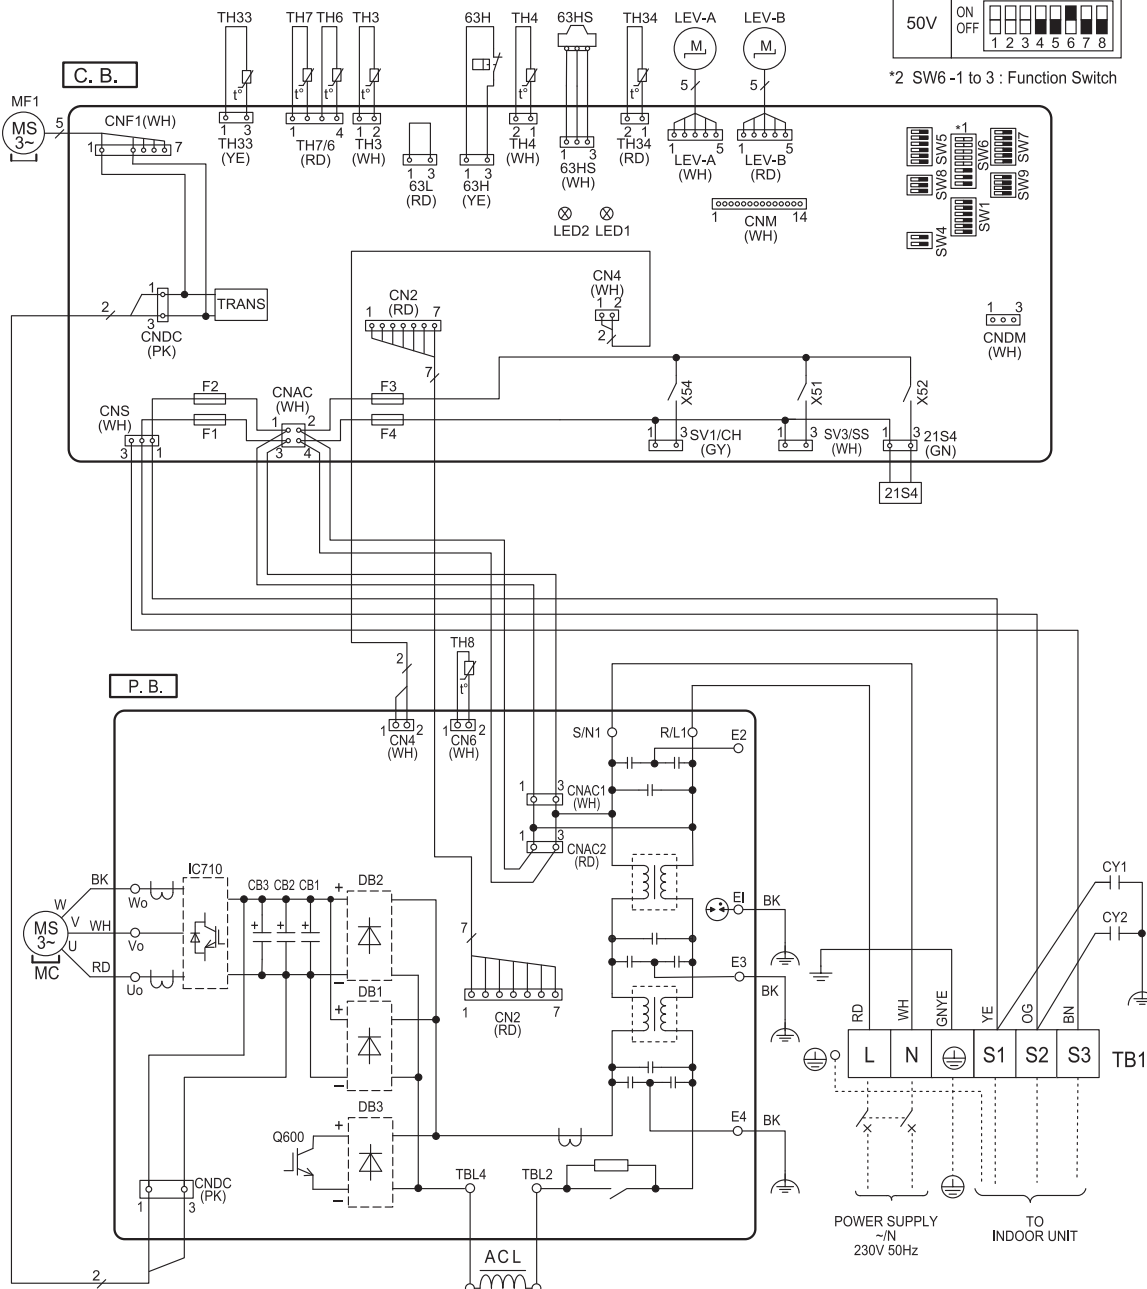 50V
ON
OFF
1 2 3 4 5 6 7 8
*2 SW6 -1 to 3 : Function Switch
TH33
TH7 TH6
TH3
63H
TH4
63HS
TH34
LEV-A
LEV-B
C. B.
MF1
MS
3~
5
CNF1(WH)
1
7
t°
t°
t°
t°
t°
t°
M
M
5
5
1 3
TH33
(YE)
1 4
TH7/6
(RD)
1 2
TH3
(WH)
1 3
63L
(RD)
1 3
63H
(YE)
2 1
TH4
(WH)
1 3
63HS
(WH)
2 1
TH34
(RD)
1 5
LEV-A
(WH)
1 5
LEV-B
(RD)
SW5
*1
SW6
SW7
SW8
SW9
SW1
SW4
LED2 LED1
1 14
CNM
(WH)
2
1
3
CNDC
(PK)
TRANS
CN2
(RD)
1 7
7
CN4
(WH)
1 2
2
1 3
CNDM
(WH)
F2
F1
CNAC
(WH)
1 2
3 4
F3
F4
CNS
(WH)
3 1
X54
X51
X52
1 3
SV1/CH
(GY)
1 3
SV3/SS
(WH)
1 3
21S4
(GN)
21S4
P. B.
2
TH8
t°
1 2
CN4
(WH)
1 2
CN6
(WH)
S/N1
R/L1
E2
1 3
CNAC1
(WH)
1 3
CNAC2
(RD)
IC710
CB3 CB2 CB1
+ + +
DB2
+
−
DB1
−
DB3
+
−
BK
W
Wo
WH
V
Vo
RD
U
Uo
MS
3~
MC
7
1 7
CN2
(RD)
EI
BK
E3
BK
E4
BK
Q600
CNDC
(PK)
1 3
2
TBL4
TBL2
ACL
CY1
CY2
RD
WH
GNYE
YE
OG
BN
L
N
S1
S2
S3
TB1
POWER SUPPLY
~/N
230V 50Hz
TO
INDOOR UNIT